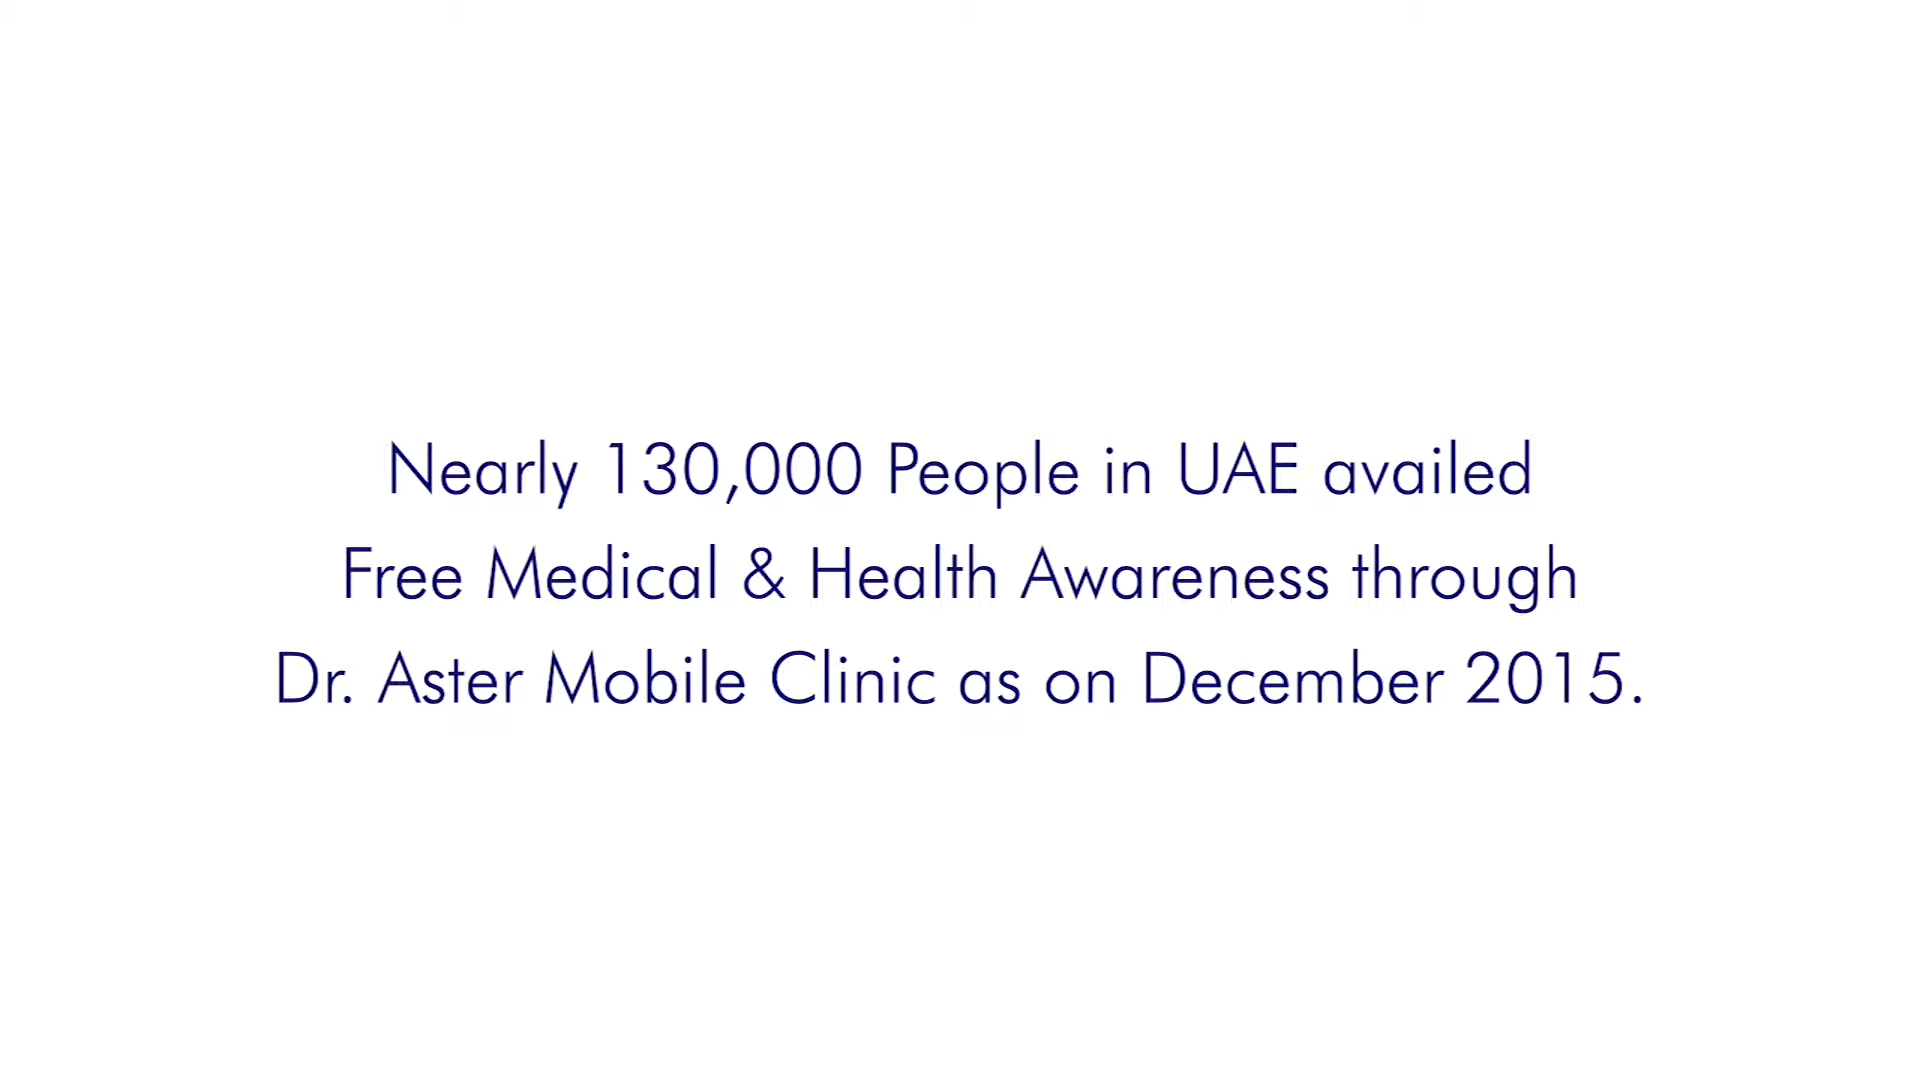 Nearly 130,000 People in UAE availed
Free Medical & Health Awareness through
Dr. Aster Mobile Clinic as on December 2015.